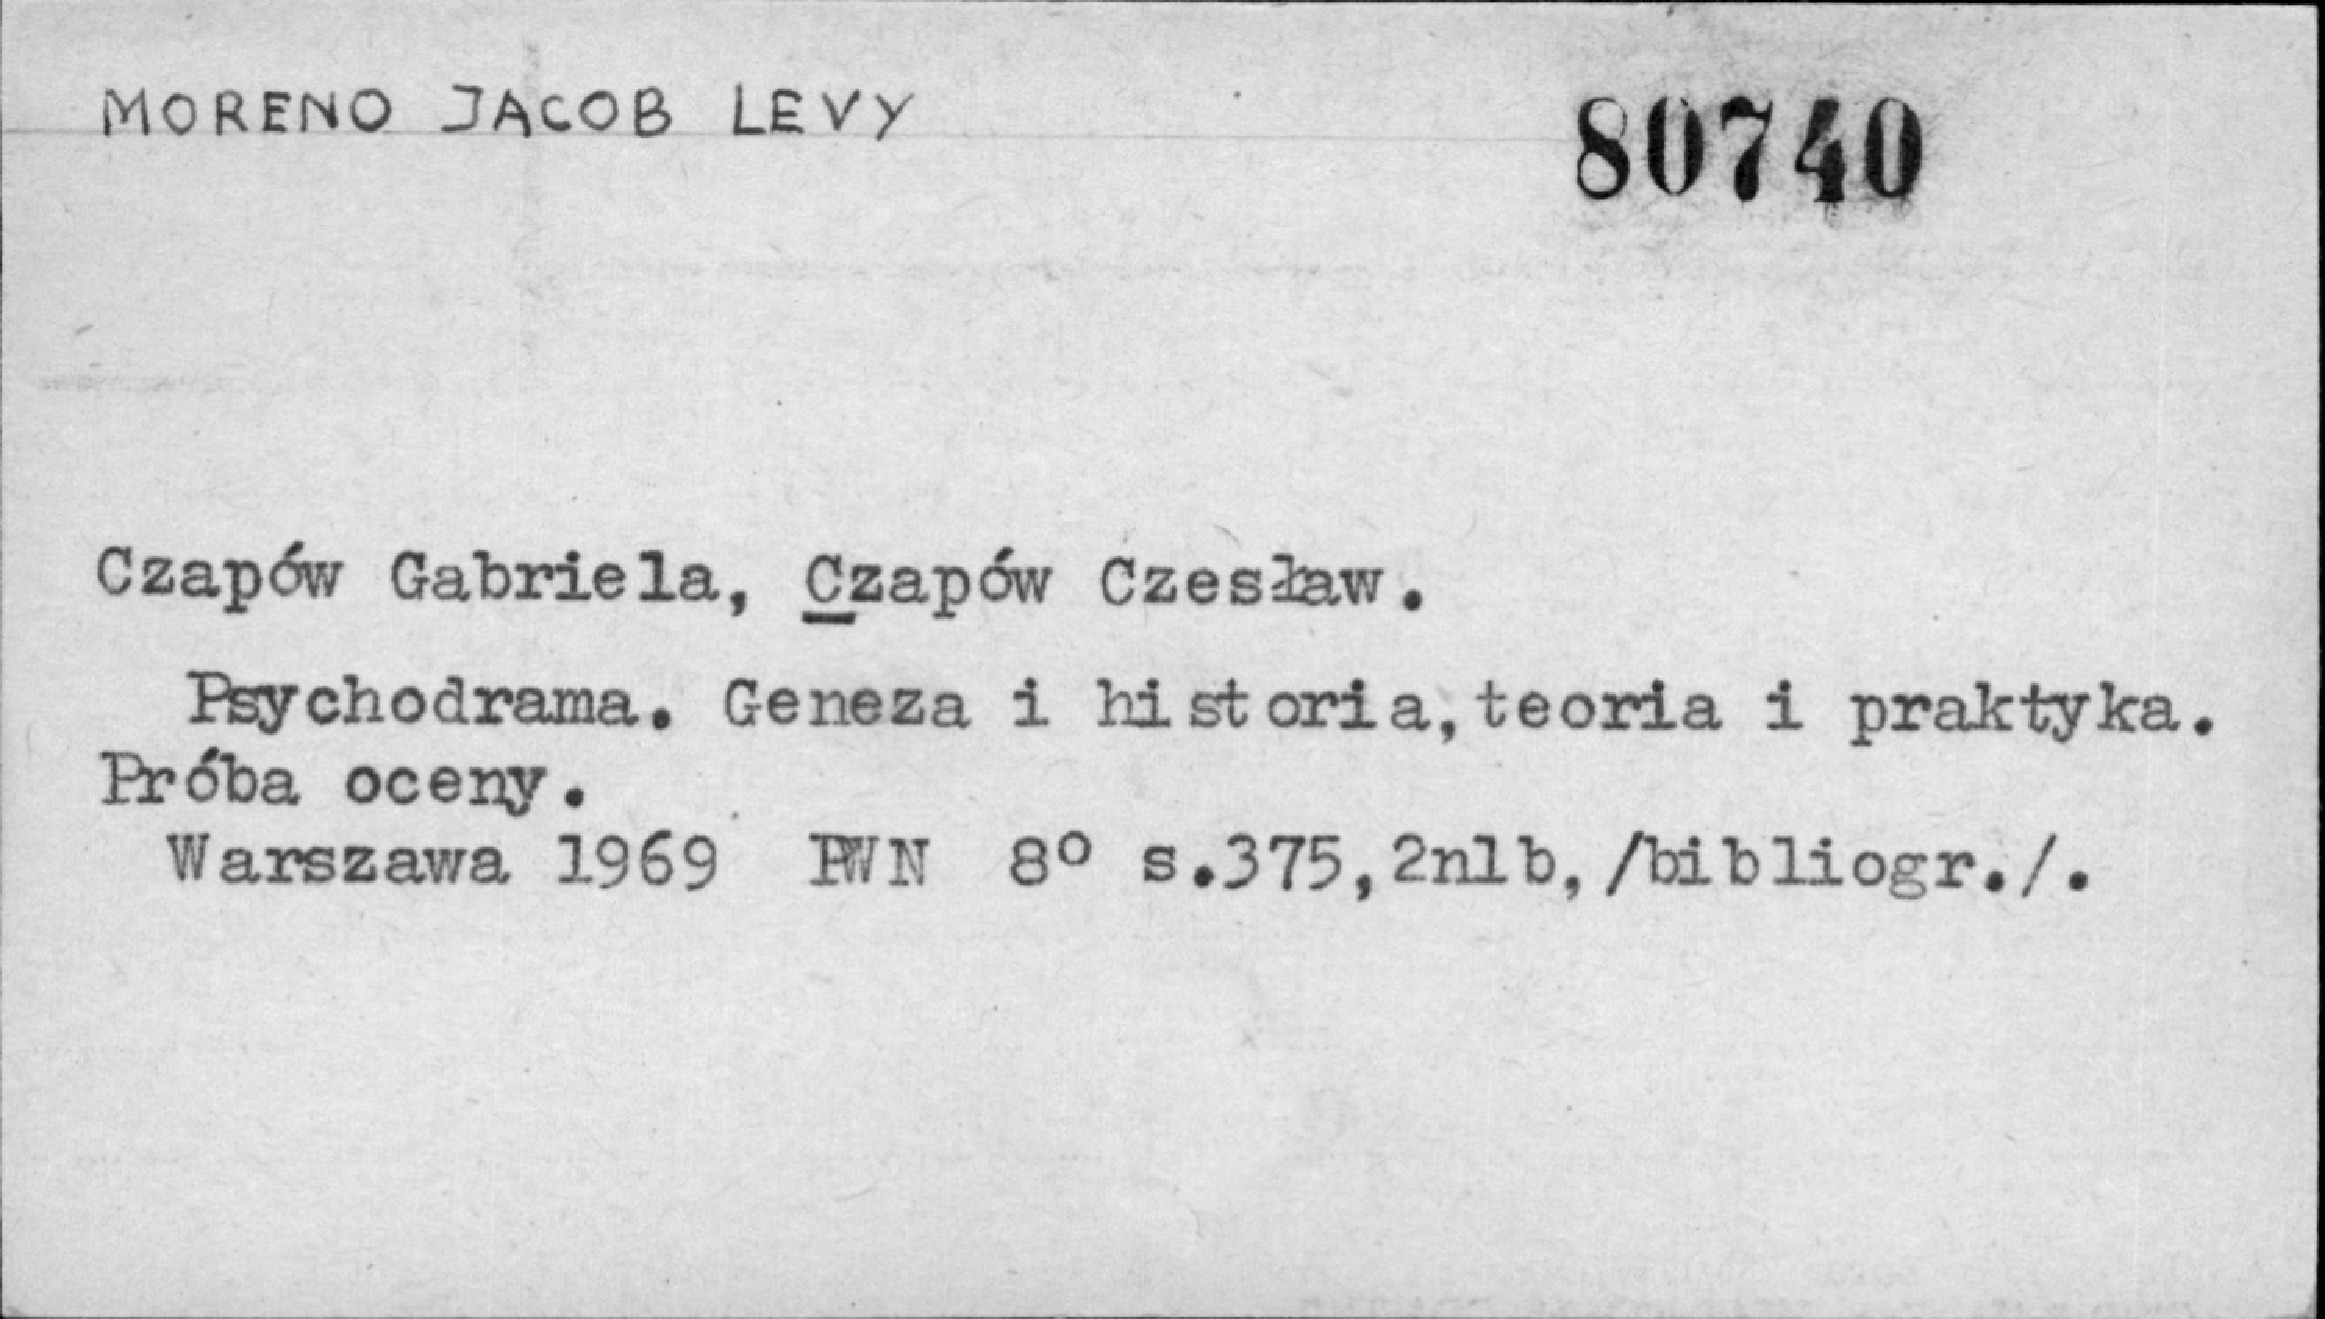 MORENO JACOB LEVY
80740
Czapów Gabriela, Czapów Czesław.
Psychodrama. Geneza i historia,teoria i praktyka.
Próba oceny.
Warszawa 1969 PWN 8º s.375,2nlb,/bibliogr./.